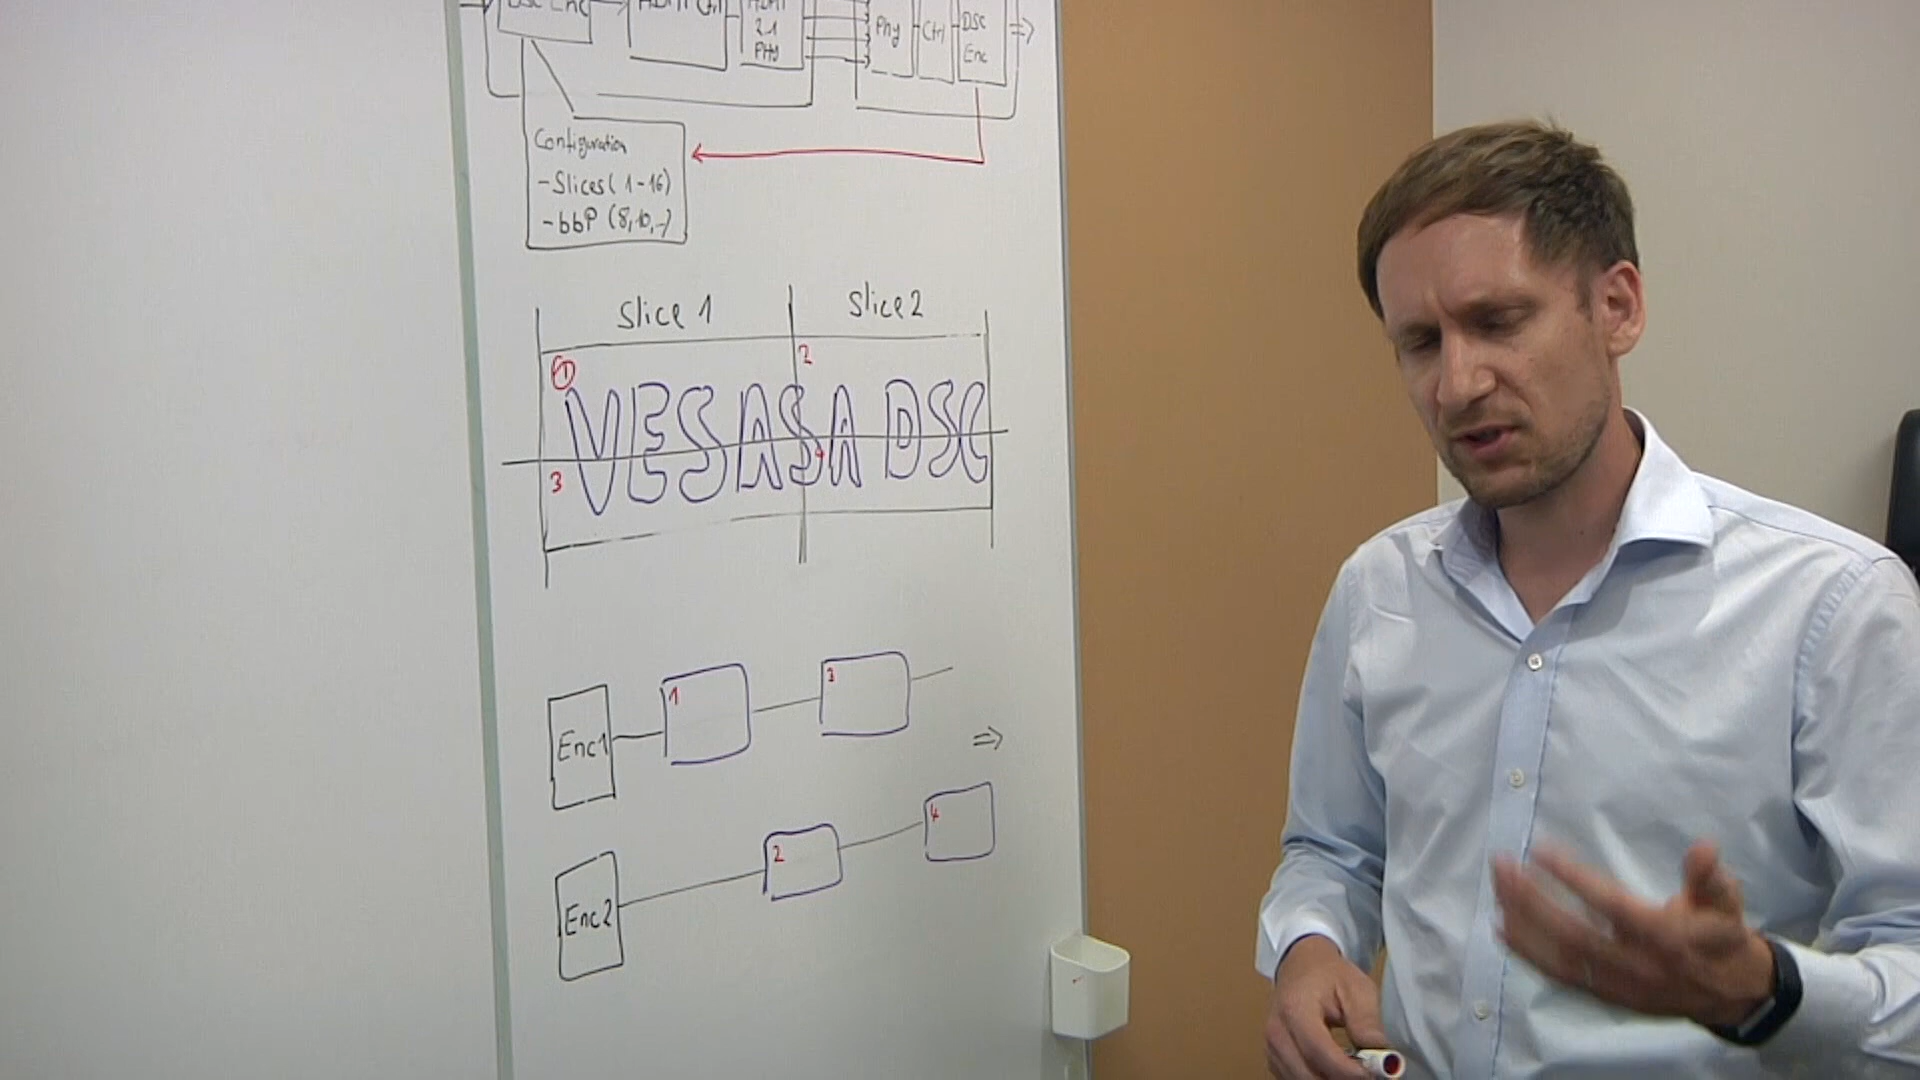 DSC Enc HDMI Ctrl HDMI
2.1
PHY
Phy Ctrl DSC
Enc
⇒
Configuration
-Slices (1-16)
-bbP (8,10,-)
Slice 1 Slice 2
1 2
VESASA DSC
3 4
Enc1 1 3
⇒
Enc2 2 4